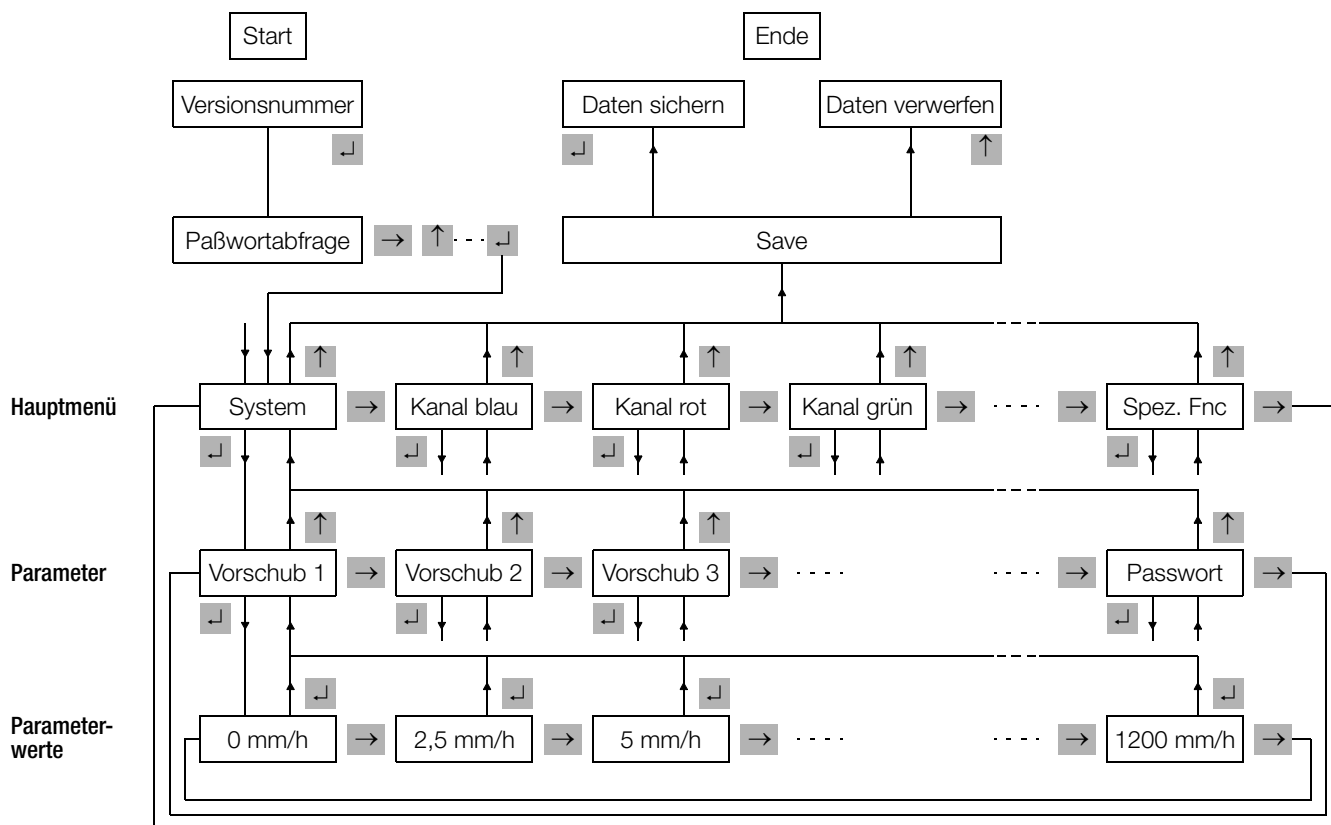 Start
Ende
Versionsnummer
Daten sichern
Daten verwerfen
↵
↵
↑
Paßwortabfrage → ↑ - - - ↵
Save
↑ ↑ ↑ ↑ ↑
Hauptmenü
System → Kanal blau → Kanal rot → Kanal grün → - - - - → Spez. Fnc →
↵ ↵ ↵ ↵ ↵
↑ ↑ ↑ ↑
Parameter
Vorschub 1 → Vorschub 2 → Vorschub 3 → - - - - - - - - → Passwort →
↵ ↵ ↵ ↵
↵ ↵ ↵ ↵
Parameter-
werte
0 mm/h → 2,5 mm/h → 5 mm/h → - - - - - - - - → 1200 mm/h →